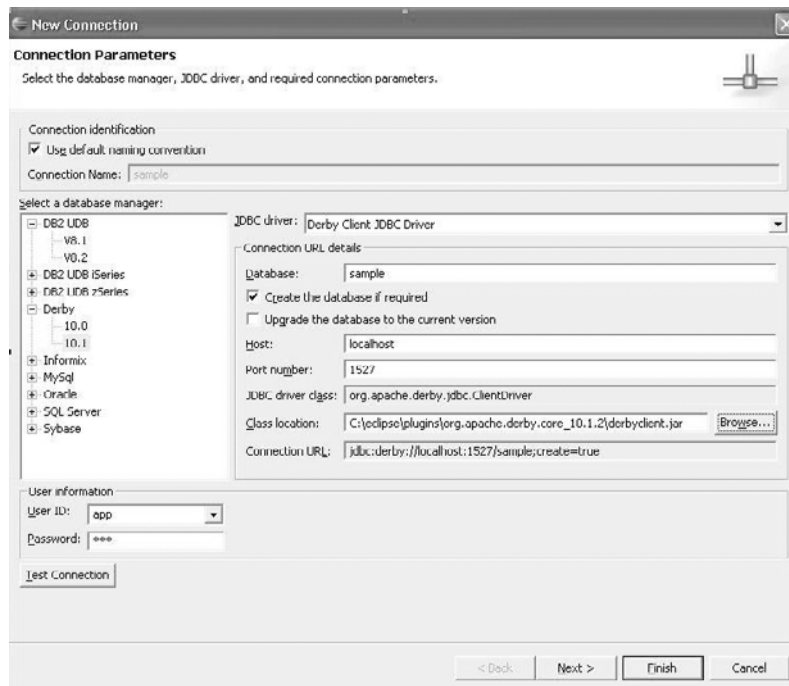 New Connection
Connection Parameters
Select the database manager, JDBC driver, and required connection parameters.
Connection identification
Use default naming convention
Connection Name: sample
Select a database manager:
DB2 UDB
V8.1
V8.2
DB2 UDB iSeries
DB2 UDB zSeries
Derby
10.0
10.1
Informix
MySql
Oracle
SQL Server
Sybase
JDBC driver: Derby Client JDBC Driver
Connection URL details
Database: sample
Create the database if required
Upgrade the database to the current version
Host: localhost
Port number: 1527
JDBC driver class: org.apache.derby.jdbc.ClientDriver
Class location: C:\eclipse\plugins\org.apache.derby.core_10.1.2\derbyclient.jar Browse...
Connection URL: jdbc:derby://localhost:1527/sample;create=true
User information
User ID: app
Password: ***
Test Connection
< Back Next > Finish Cancel